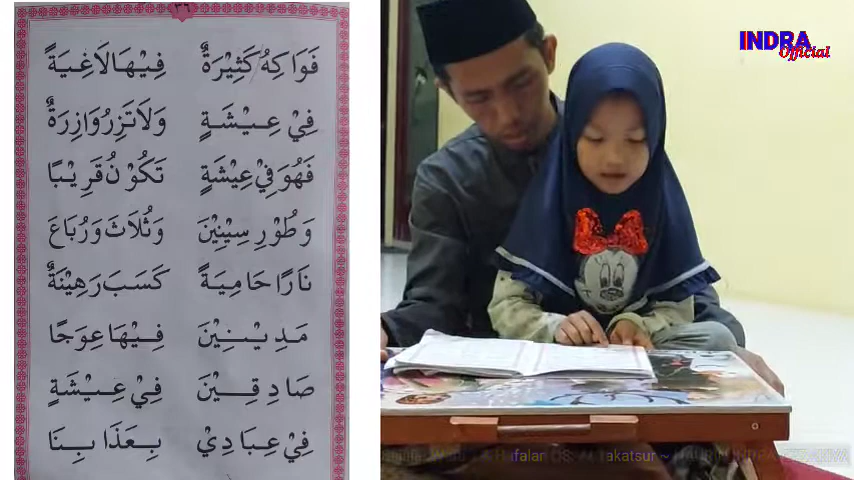 ٣٦
فَوَاكِهُ كَثِيْرَةٌ فِيْهَا لَاغِيَةً
فِيْ عِيْشَةٍ وَلَا تَزِرُ وَازِرَةٌ
فَهُوَ فِيْ عِيْشَةٍ تَكُوْنُ قَرِيْبًا
وَطُوْرِ سِيْنِيْنَ وَثُلَاثَ وَرُبَاعَ
نَارًا حَامِيَةً كَسَبَ رَهِيْنَةٌ
مَدِيْنِيْنَ فِيْهَا عِوَجًا
صَادِقِيْنَ فِيْ عِيْشَةٍ
فِيْ عِبَادِيْ بِعَذَا بِنَا
INDRA
Official